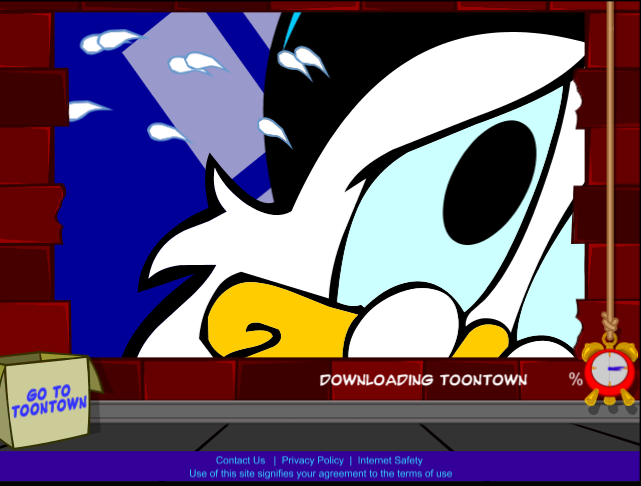 DOWNLOADING TOONTOWN %
GO TO
TOONTOWN
Contact Us | Privacy Policy | Internet Safety
Use of this site signifies your agreement to the terms of use